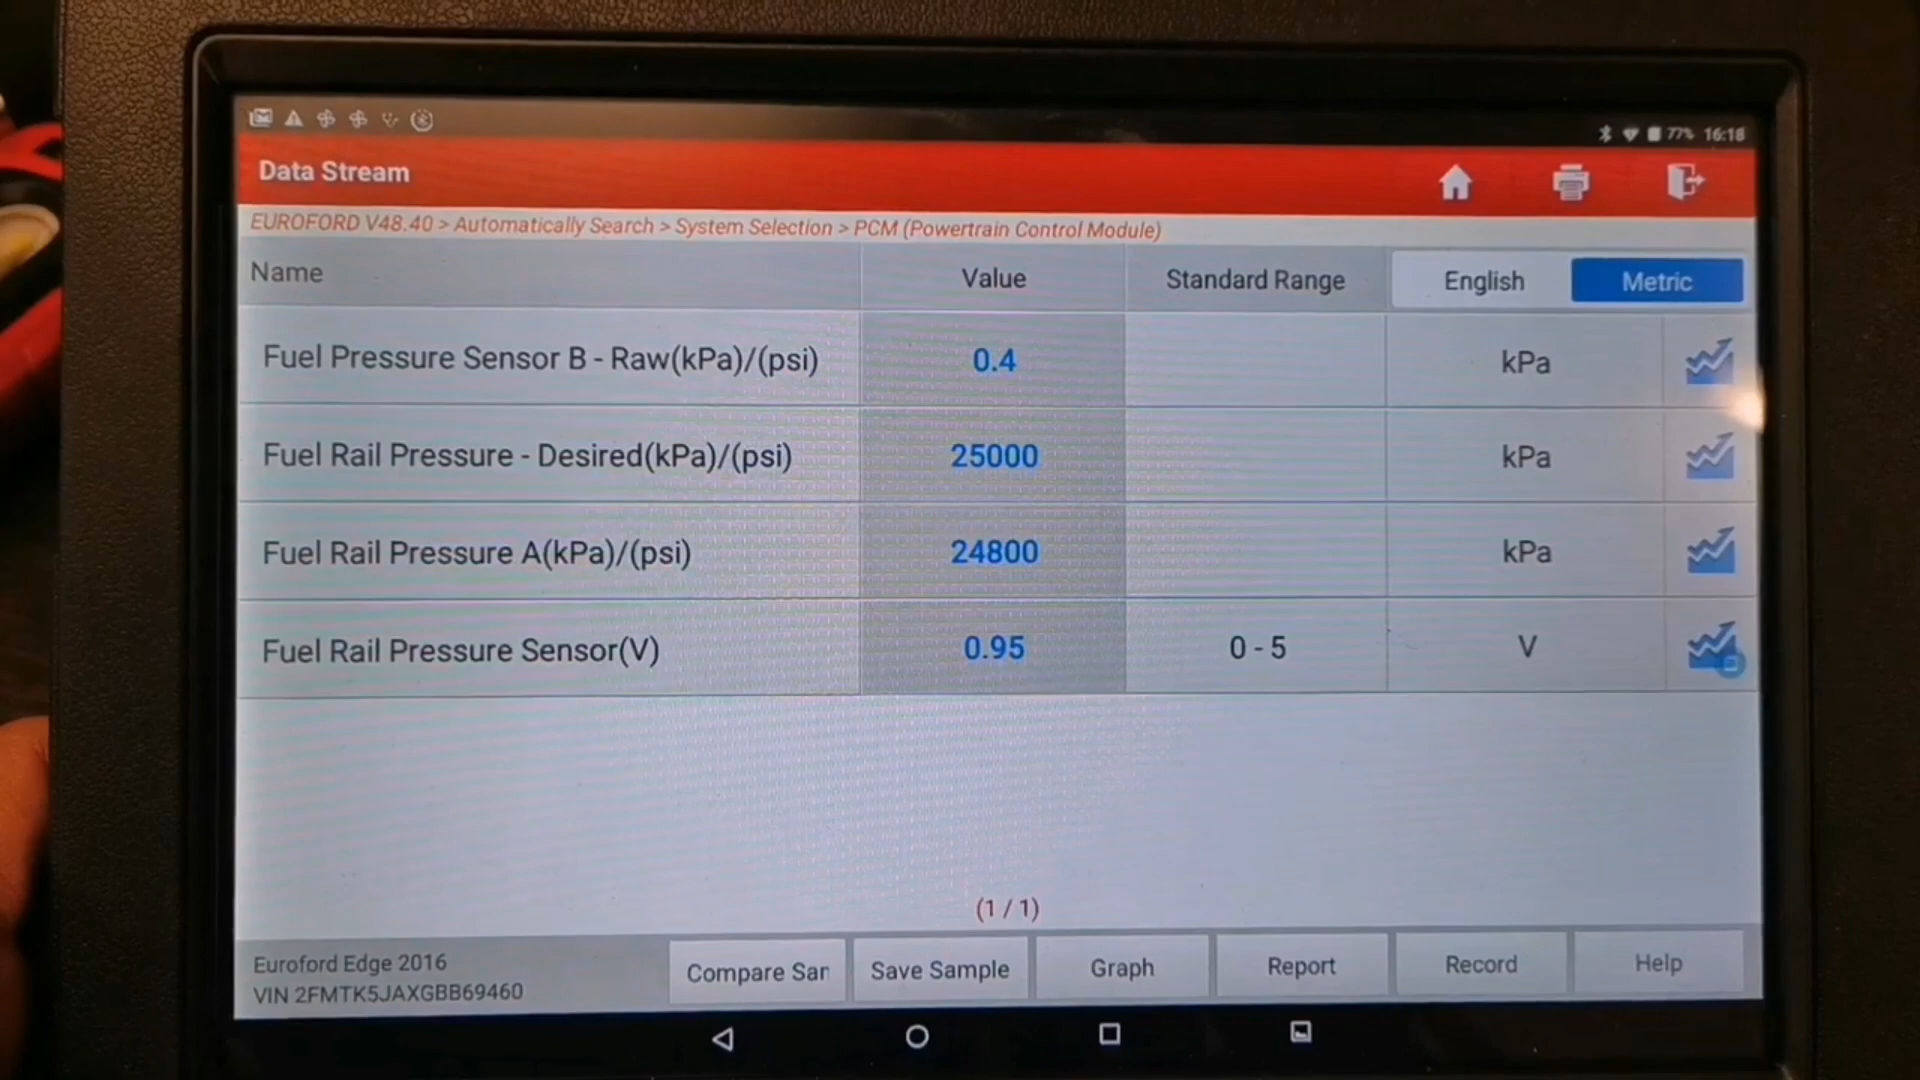 77% 16:18
Data Stream
EUROFORD V48.40 > Automatically Search > System Selection > PCM (Powertrain Control Module)
Name Value Standard Range English Metric
Fuel Pressure Sensor B - Raw(kPa)/(psi) 0.4 kPa
Fuel Rail Pressure - Desired(kPa)/(psi) 25000 kPa
Fuel Rail Pressure A(kPa)/(psi) 24800 kPa
Fuel Rail Pressure Sensor(V) 0.95 0 - 5 V
(1 / 1)
Euroford Edge 2016
VIN 2FMTK5JAXGBB69460
Compare Sar Save Sample Graph Report Record Help